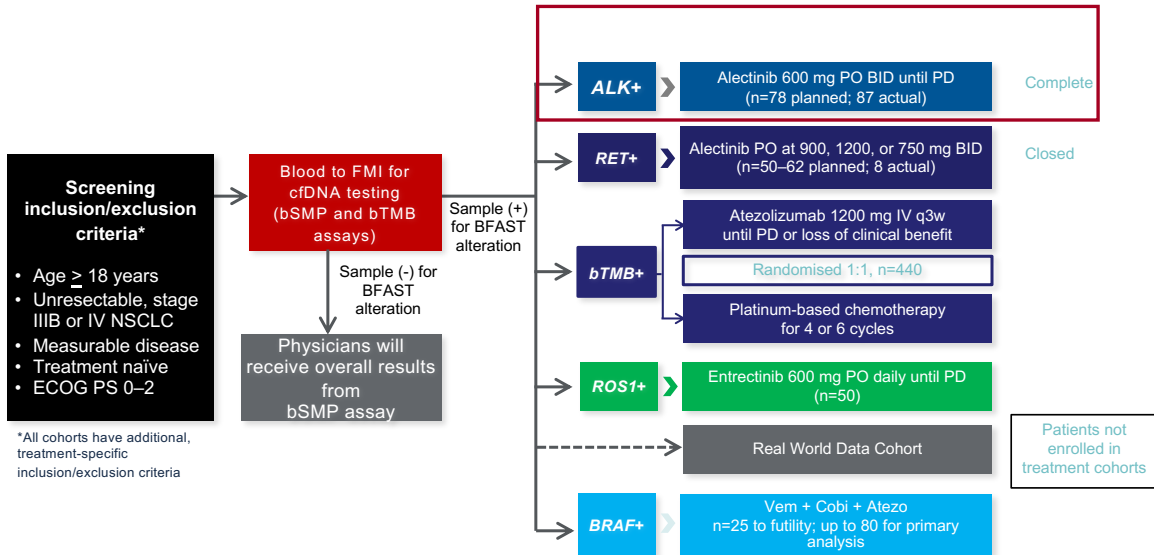 Screening
inclusion/exclusion
criteria*
• Age > 18 years
• Unresectable, stage
IIIB or IV NSCLC
• Measurable disease
• Treatment naïve
• ECOG PS 0–2
*All cohorts have additional,
treatment-specific
inclusion/exclusion criteria
Blood to FMI for
cfDNA testing
(bSMP and bTMB
assays)
Sample (-) for
BFAST
alteration
Physicians will
receive overall results
from
bSMP assay
Sample (+)
for BFAST
alteration
ALK+
Alectinib 600 mg PO BID until PD
(n=78 planned; 87 actual)
Complete
RET+
Alectinib PO at 900, 1200, or 750 mg BID
(n=50–62 planned; 8 actual)
Closed
bTMB+
Atezolizumab 1200 mg IV q3w
until PD or loss of clinical benefit
Randomised 1:1, n=440
Platinum-based chemotherapy
for 4 or 6 cycles
ROS1+
Entrectinib 600 mg PO daily until PD
(n=50)
Real World Data Cohort
Patients not
enrolled in
treatment cohorts
BRAF+
Vem + Cobi + Atezo
n=25 to futility; up to 80 for primary
analysis